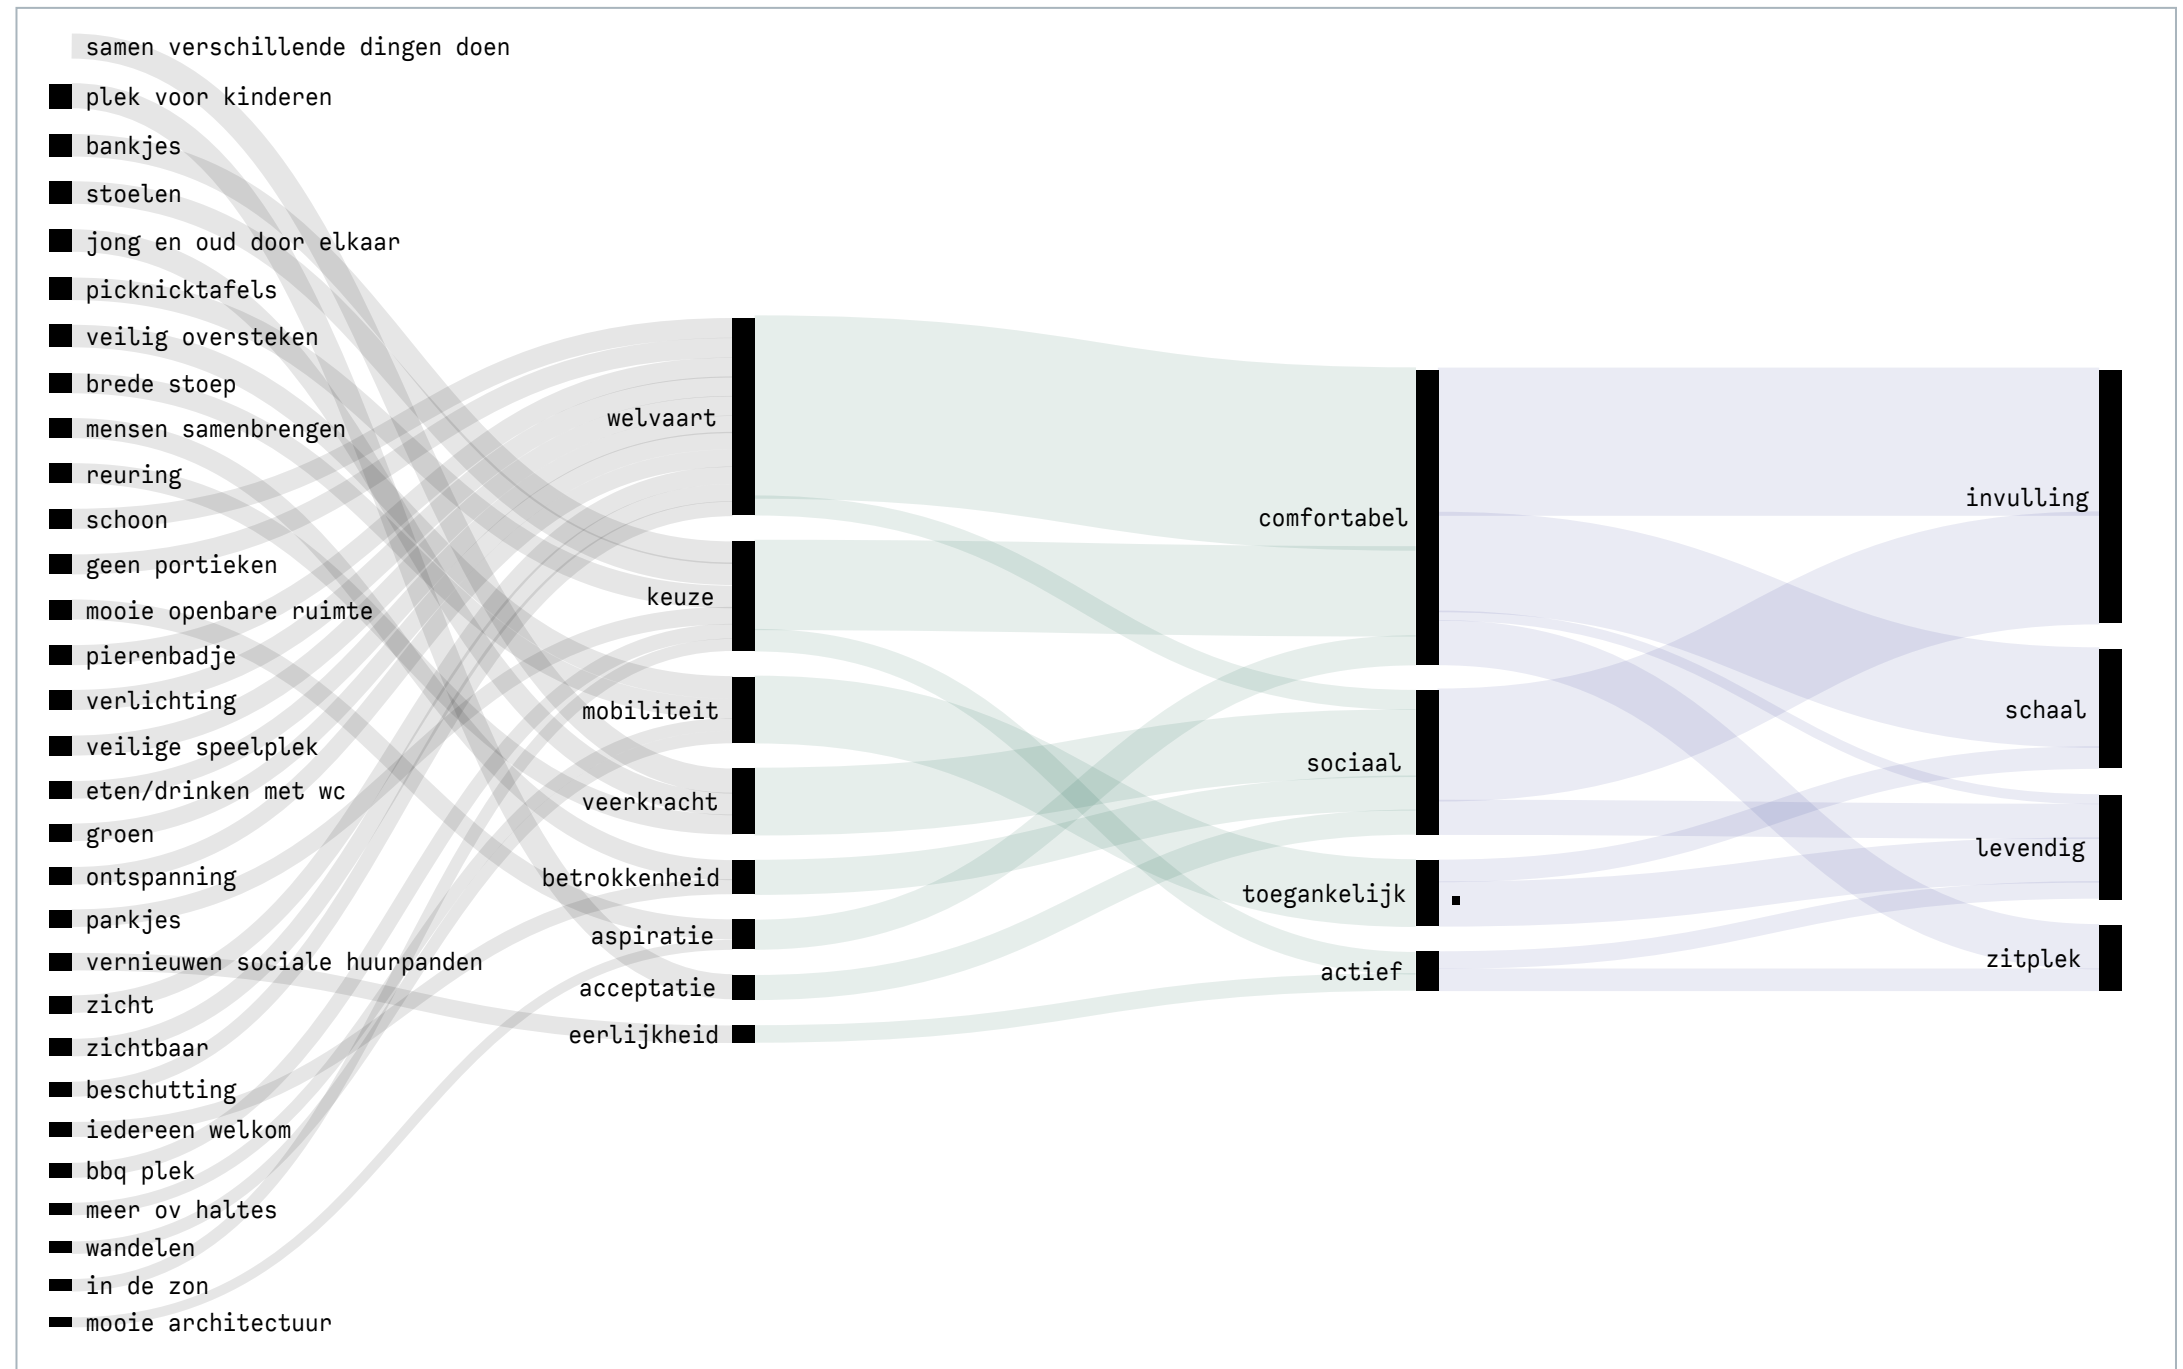 samen verschillende dingen doen
plek voor kinderen
bankjes
stoelen
jong en oud door elkaar
picknicktafels
veilig oversteken
brede stoep
mensen samenbrengen
reuring
schoon
geen portieken
mooie openbare ruimte
pierenbadje
verlichting
veilige speelplek
eten/drinken met wc
groen
ontspanning
parkjes
vernieuwen sociale huurpanden
zicht
zichtbaar
beschutting
iedereen welkom
bbq plek
meer ov haltes
wandelen
in de zon
mooie architectuur
welvaart
keuze
mobiliteit
veerkracht
betrokkenheid
aspiratie
acceptatie
eerlijkheid
comfortabel
sociaal
toegankelijk
actief
invulling
schaal
levendig
zitplek